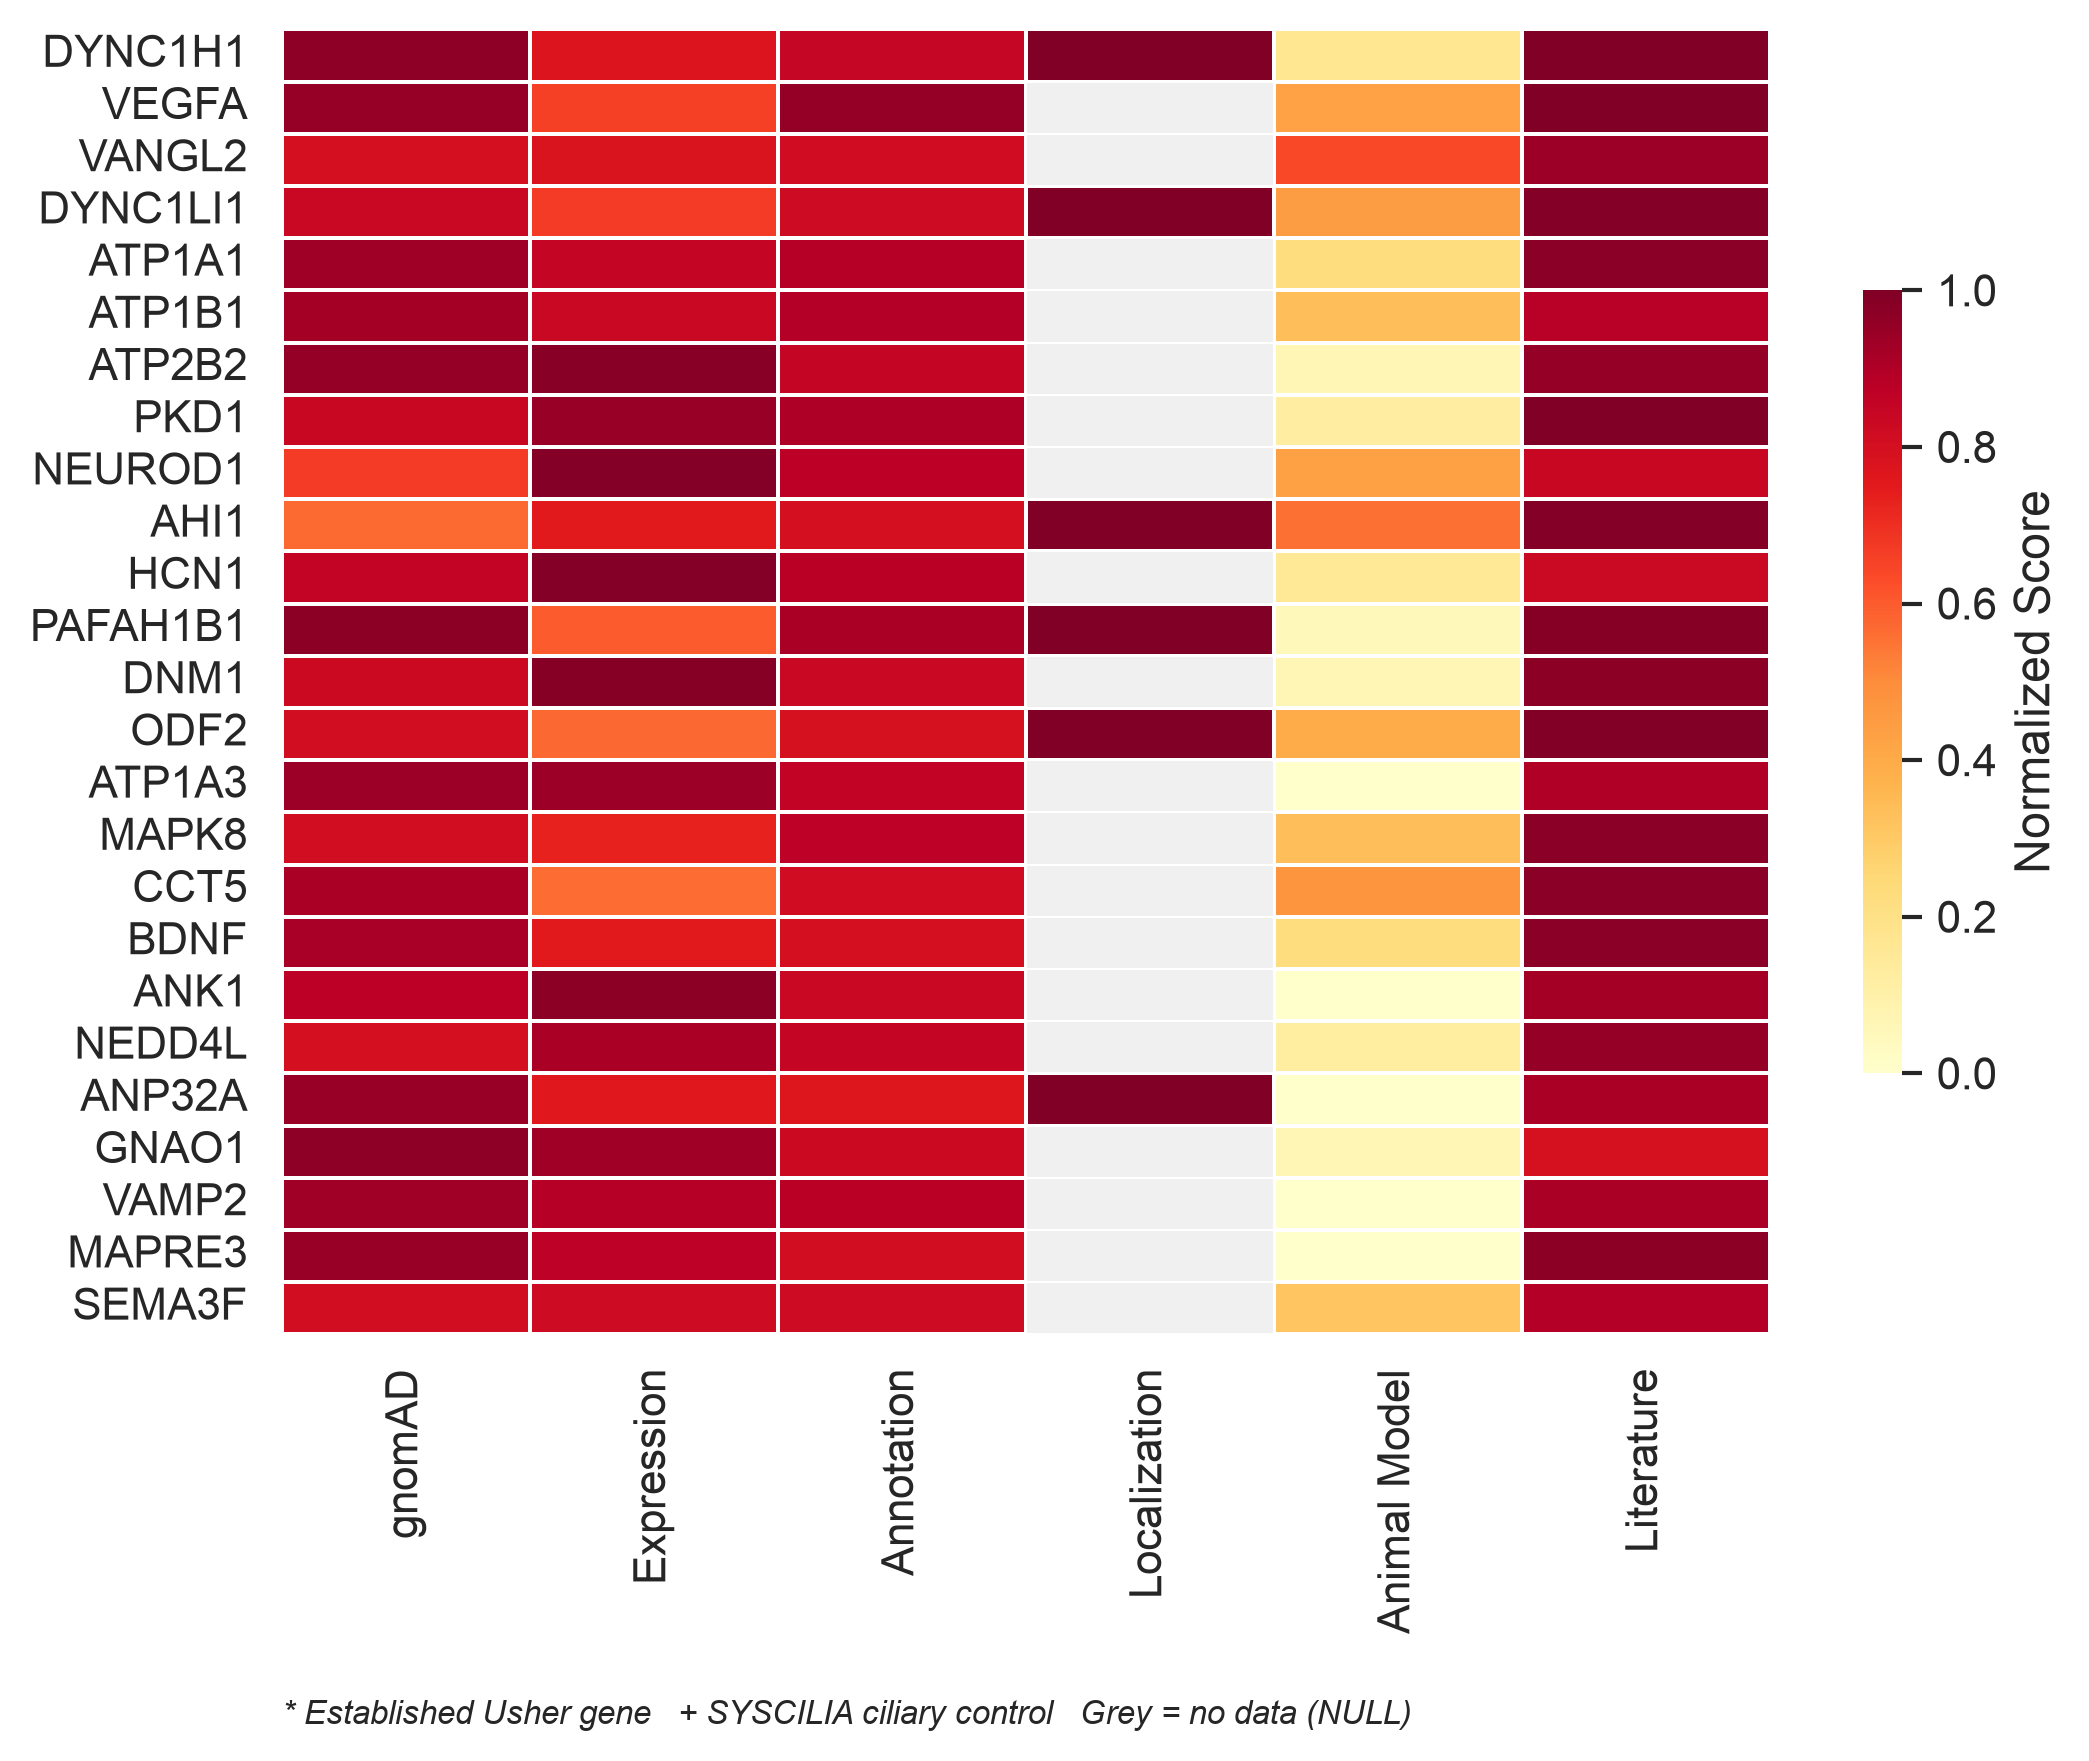 DYNC1H1
VEGFA
VANGL2
DYNC1LI1
ATP1A1
ATP1B1
ATP2B2
PKD1
NEUROD1
AHI1
HCN1
PAFAH1B1
DNM1
ODF2
ATP1A3
MAPK8
CCT5
BDNF
ANK1
NEDD4L
ANP32A
GNAO1
VAMP2
MAPRE3
SEMA3F
gnomAD
Expression
Annotation
Localization
Animal Model
Literature
1.0
0.8
0.6
0.4
0.2
0.0
Normalized Score
* Established Usher gene + SYSCILIA ciliary control Grey = no data (NULL)